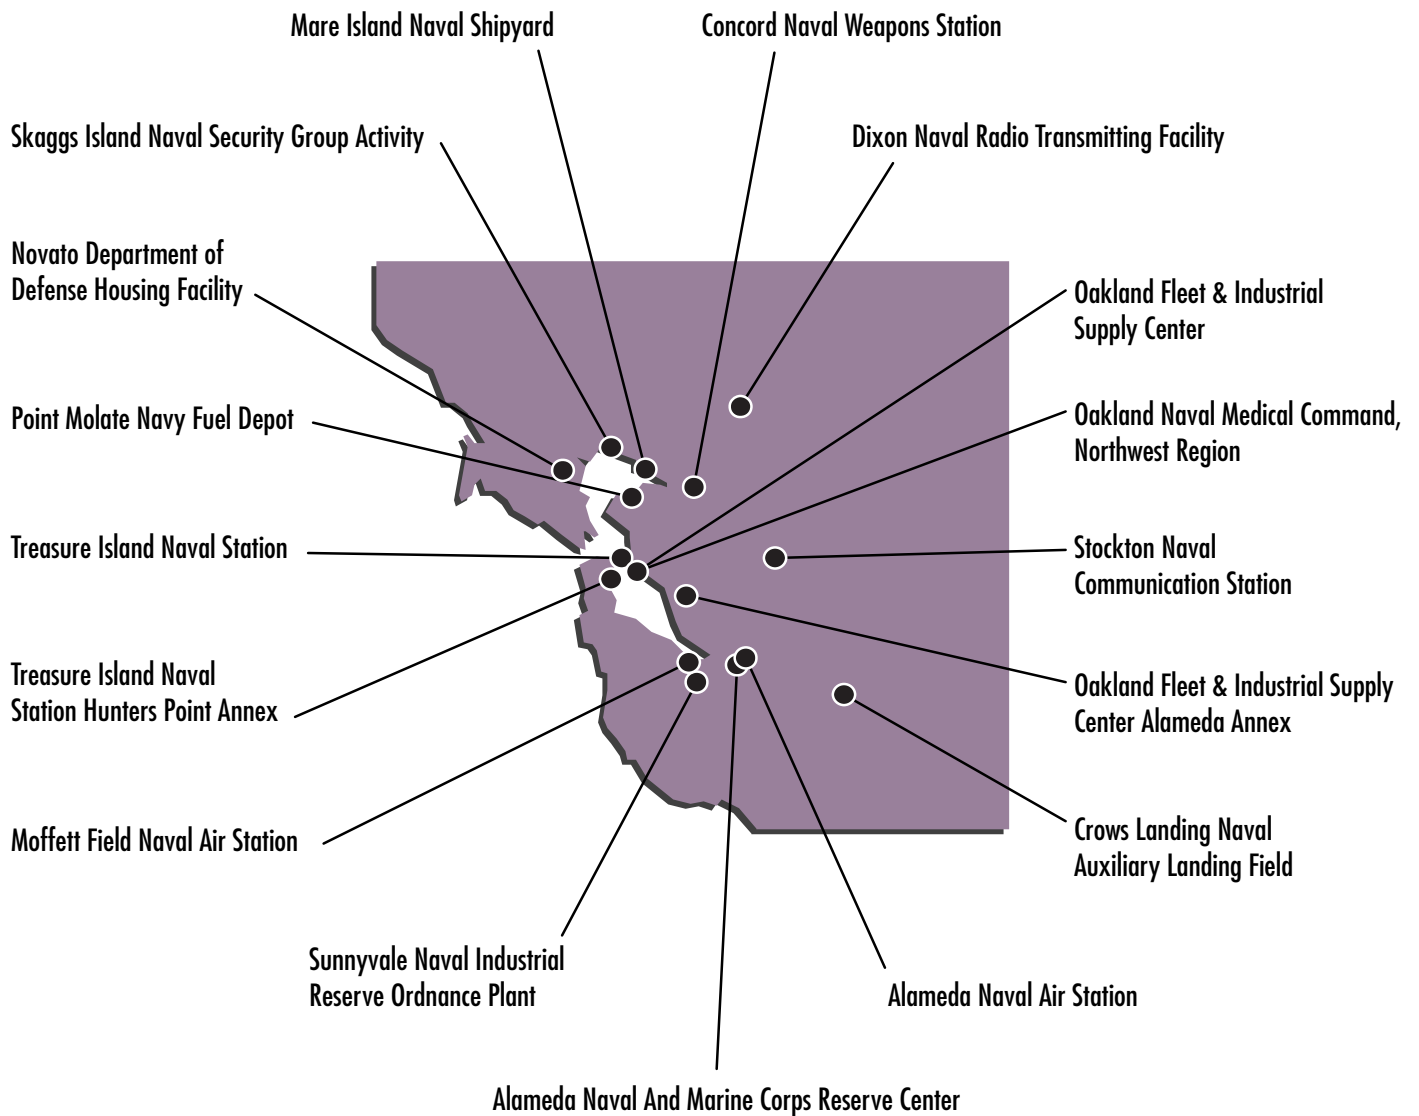 Mare Island Naval Shipyard
Concord Naval Weapons Station
Skaggs Island Naval Security Group Activity
Dixon Naval Radio Transmitting Facility
Novato Department of
Defense Housing Facility
Oakland Fleet & Industrial
Supply Center
Point Molate Navy Fuel Depot
Oakland Naval Medical Command,
Northwest Region
Treasure Island Naval Station
Stockton Naval
Communication Station
Treasure Island Naval
Station Hunters Point Annex
Oakland Fleet & Industrial Supply
Center Alameda Annex
Moffett Field Naval Air Station
Crows Landing Naval
Auxiliary Landing Field
Sunnyvale Naval Industrial
Reserve Ordnance Plant
Alameda Naval Air Station
Alameda Naval And Marine Corps Reserve Center